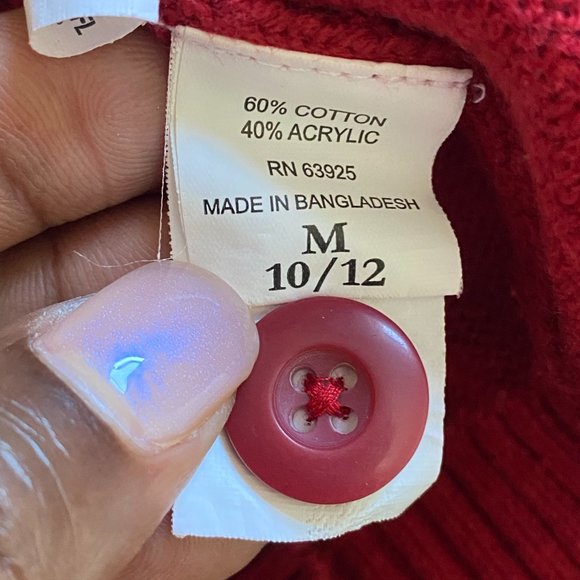 60% COTTON
40% ACRYLIC
RN 63925
MADE IN BANGLADESH
M
10/12